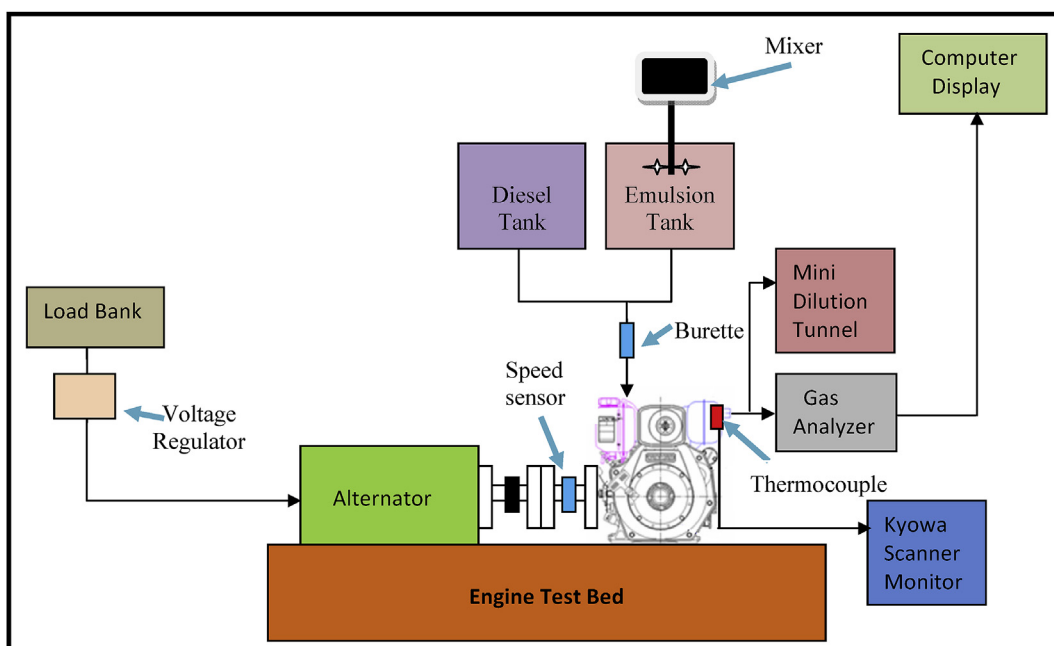 Mixer
Computer
Display
Diesel
Tank
Emulsion
Tank
Mini
Dilution
Tunnel
Load Bank
Burette
Speed
sensor
Voltage
Regulator
Gas
Analyzer
Thermocouple
Alternator
Kyowa
Scanner
Monitor
Engine Test Bed